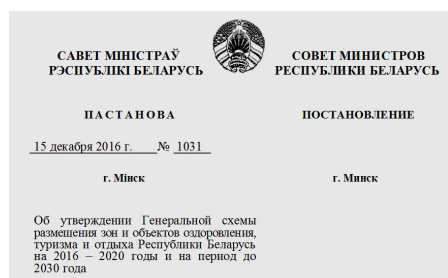 САВЕТ МІНІСТРАЎ
РЭСПУБЛІКІ БЕЛАРУСЬ
СОВЕТ МИНИСТРОВ
РЕСПУБЛИКИ БЕЛАРУСЬ
ПАСТАНОВА
ПОСТАНОВЛЕНИЕ
15 декабря 2016 г. № 1031
г. Мінск
г. Минск
Об утверждении Генеральной схемы
размещения зон и объектов оздоровления,
туризма и отдыха Республики Беларусь
на 2016 – 2020 годы и на период до
2030 года